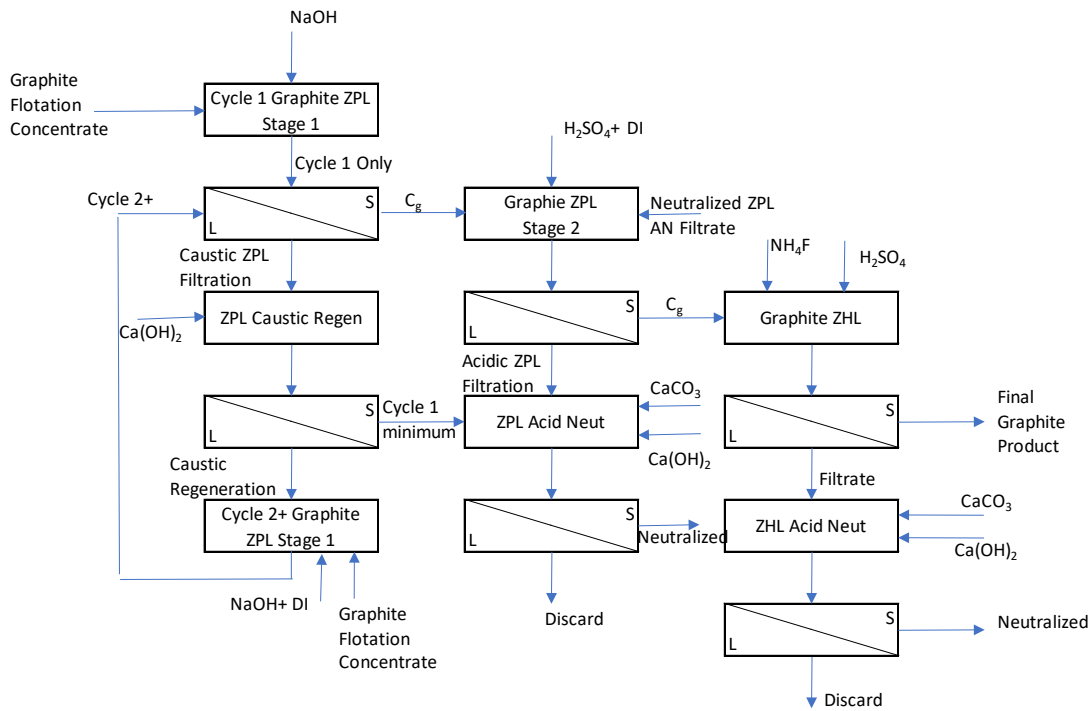 NaOH
Graphite
Flotation
Concentrate
Cycle 1 Graphite ZPL
Stage 1
Cycle 1 Only
H₂SO₄+ DI
Cycle 2+
S
L
C<sub>g</sub>
Graphie ZPL
Stage 2
Neutralized ZPL
AN Filtrate
NH₄F
H₂SO₄
Caustic ZPL
Filtration
Ca(OH)₂
ZPL Caustic Regen
S
L
C<sub>g</sub>
Graphite ZHL
Acidic ZPL
Filtration
S
L
Cycle 1
minimum
ZPL Acid Neut
CaCO₃
Ca(OH)₂
S
L
Final
Graphite
Product
Caustic
Regeneration
Filtrate
Cycle 2+ Graphite
ZPL Stage 1
S
L
Neutralized
ZHL Acid Neut
CaCO₃
Ca(OH)₂
NaOH+ DI
Graphite
Flotation
Concentrate
Discard
S
L
Neutralized
Discard